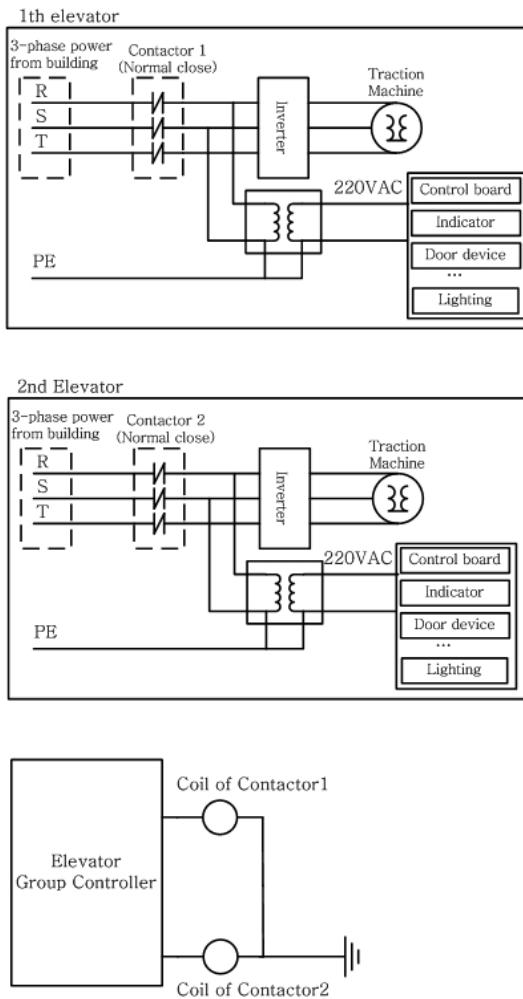 1th elevator
3-phase power
from building
Contactor 1
(Normal close)
R
S
T
Inverter
Traction
Machine
220VAC
Control board
Indicator
Door device
...
Lighting
PE
2nd Elevator
3-phase power
from building
Contactor 2
(Normal close)
R
S
T
Inverter
Traction
Machine
220VAC
Control board
Indicator
Door device
...
Lighting
PE
Elevator
Group Controller
Coil of Contactor1
Coil of Contactor2